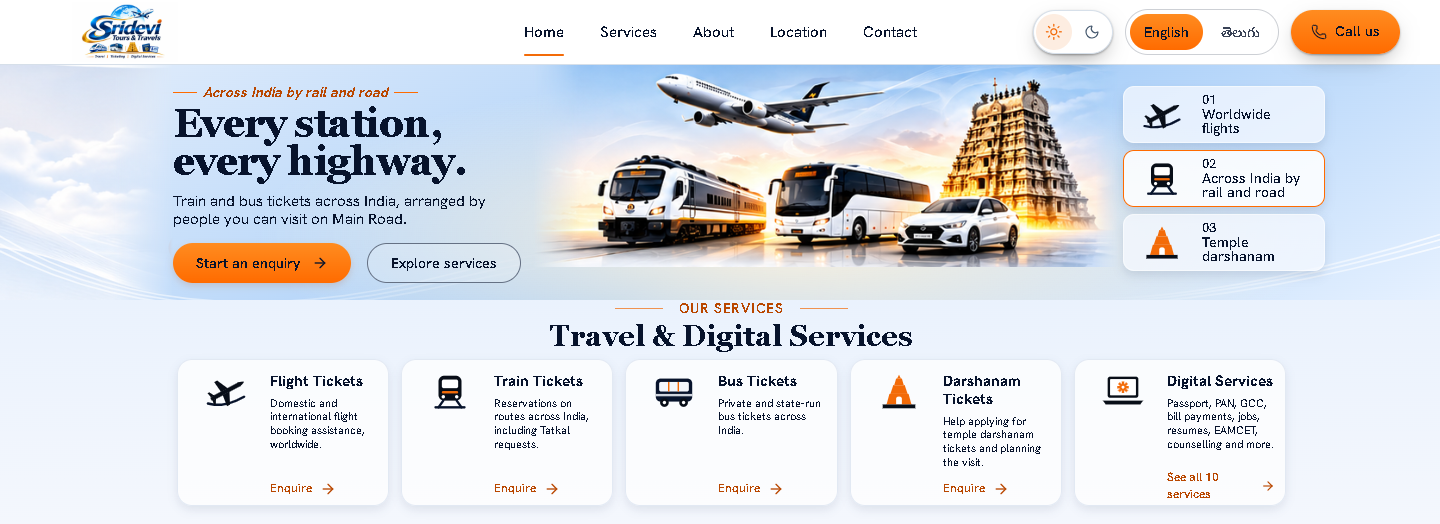 Sridevi
Tours & Travels
Home
Services
About
Location
Contact
English
తెలుగు
Call us
Across India by rail and road
Every station,
every highway.
Train and bus tickets across India, arranged by
people you can visit on Main Road.
Start an enquiry
Explore services
01
Worldwide
flights
02
Across India by
rail and road
03
Temple
darshanam
OUR SERVICES
Travel & Digital Services
Flight Tickets
Domestic and
international flight
booking assistance,
worldwide.
Enquire
Train Tickets
Reservations on
routes across India,
including Tatkal
requests.
Enquire
Bus Tickets
Private and state-run
bus tickets across
India.
Enquire
Darshanam
Tickets
Help applying for
temple darshanam
tickets and planning
the visit.
Enquire
Digital Services
Passport, PAN, GCC,
bill payments, jobs,
resumes, EAMCET,
counselling and more.
See all 10
services